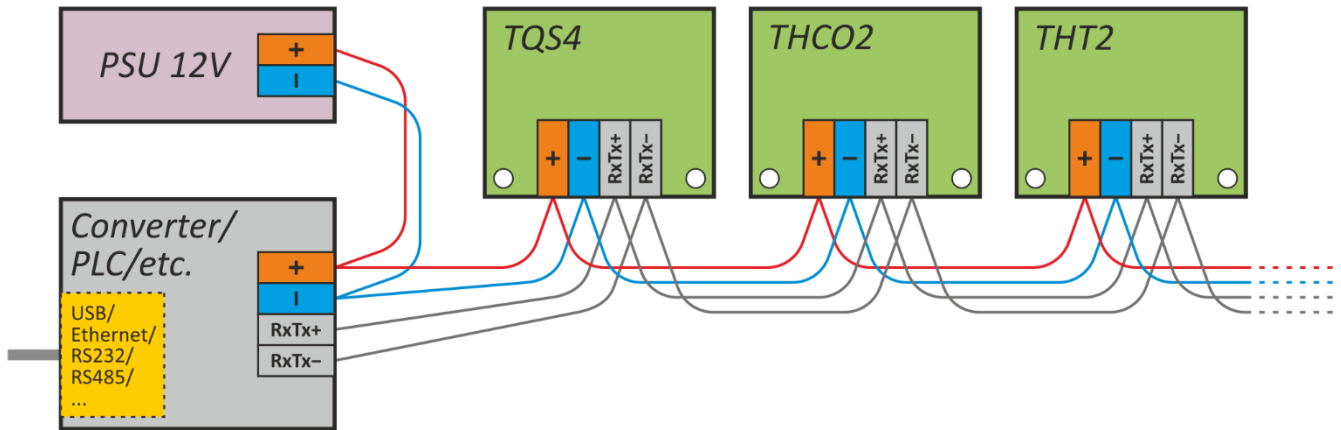 PSU 12V
+
−
TQS4
+
−
RxTx+
RxTx−
THCO2
+
−
RxTx+
RxTx−
THT2
+
−
RxTx+
RxTx−
Converter/
PLC/etc.
+
−
RxTx+
RxTx−
USB/
Ethernet/
RS232/
RS485/
...